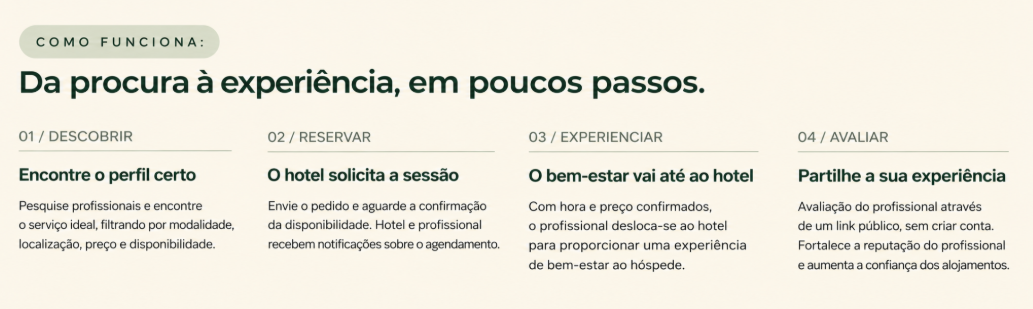 COMO FUNCIONA:
Da procura à experiência, em poucos passos.
01 / DESCOBRIR
Encontre o perfil certo
Pesquise profissionais e encontre
o serviço ideal, filtrando por modalidade,
localização, preço e disponibilidade.
02 / RESERVAR
O hotel solicita a sessão
Envie o pedido e aguarde a confirmação
da disponibilidade. Hotel e profissional
recebem notificações sobre o agendamento.
03 / EXPERIENCIAR
O bem-estar vai até ao hotel
Com hora e preço confirmados,
o profissional desloca-se ao hotel
para proporcionar uma experiência
de bem-estar ao hóspede.
04 / AVALIAR
Partilhe a sua experiência
Avaliação do profissional através
de um link público, sem criar conta.
Fortalece a reputação do profissional
e aumenta a confiança dos alojamentos.